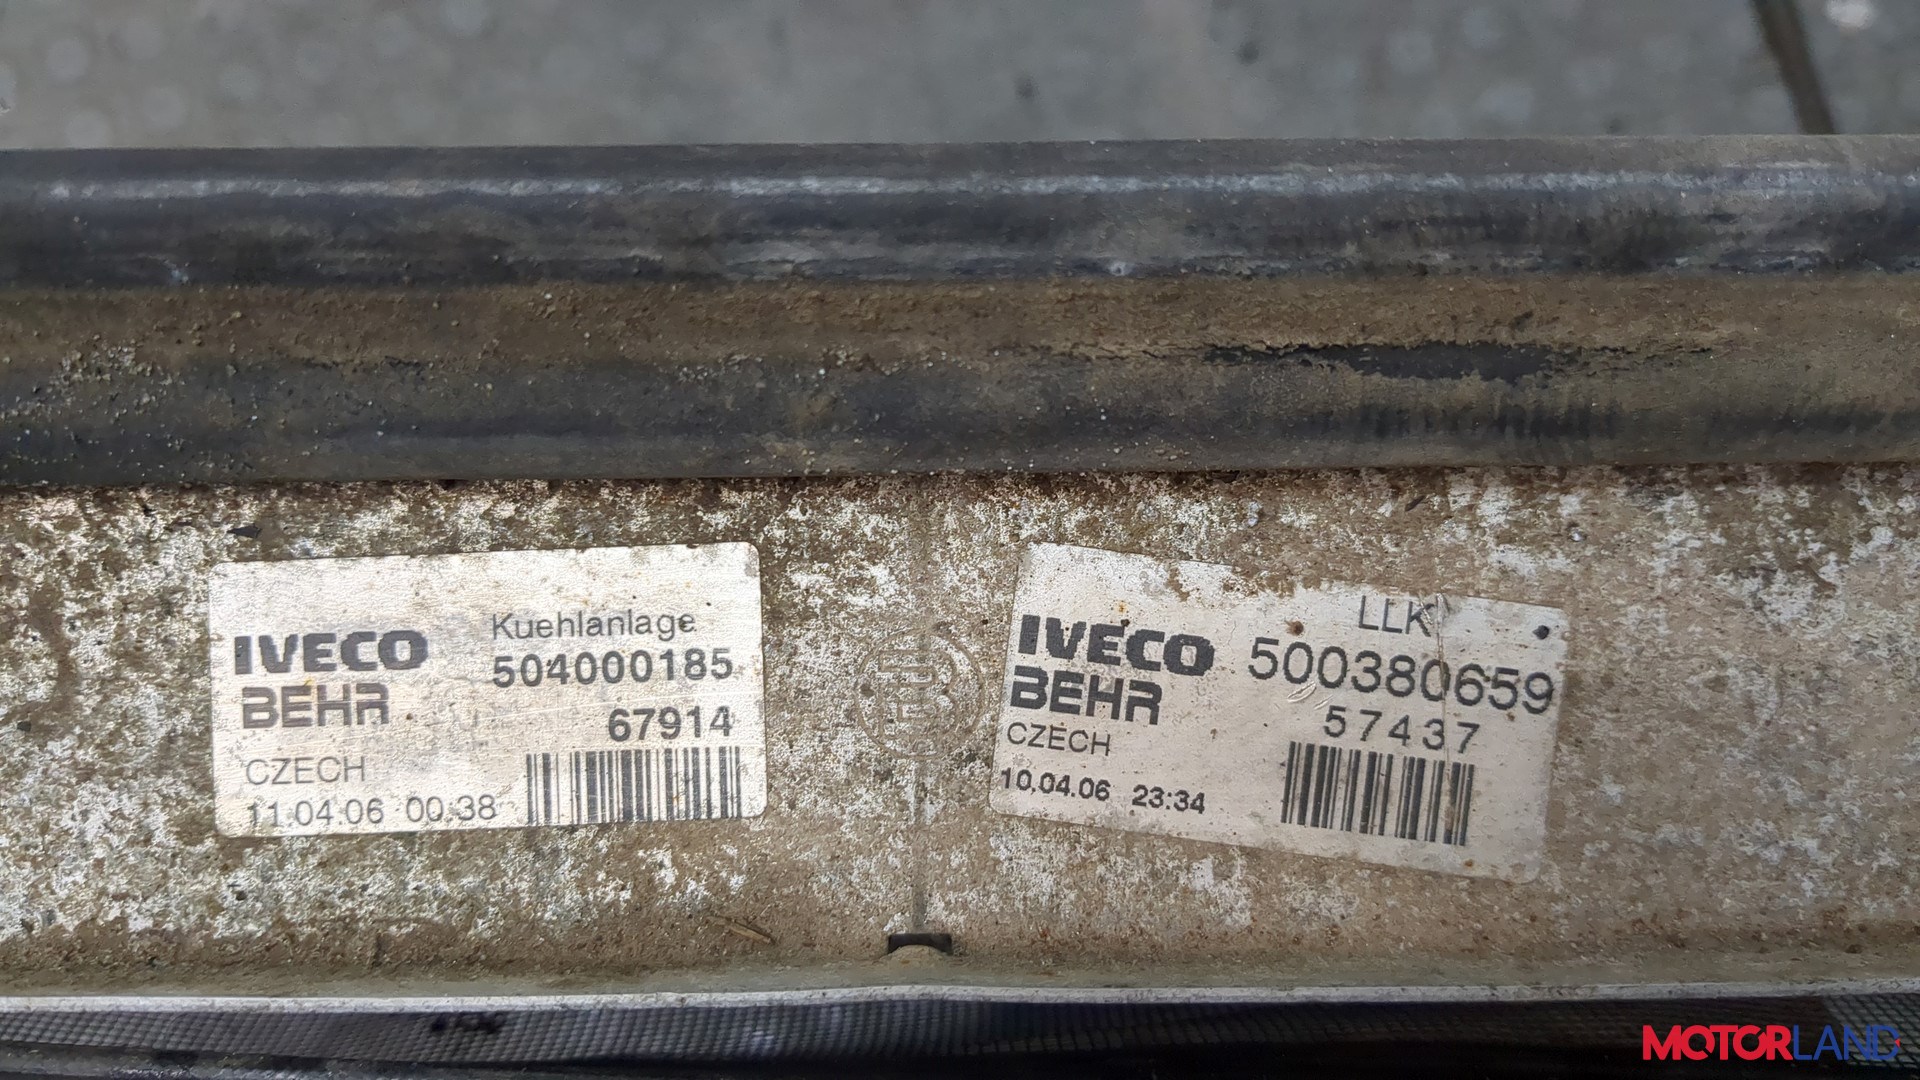 IVECO
BEHR
Kuehlanlage
504000185
67914
CZECH
11.04.06 00.38
IVECO
BEHR
LLK
500380659
57437
CZECH
10.04.06 23:34
MOTORLAND